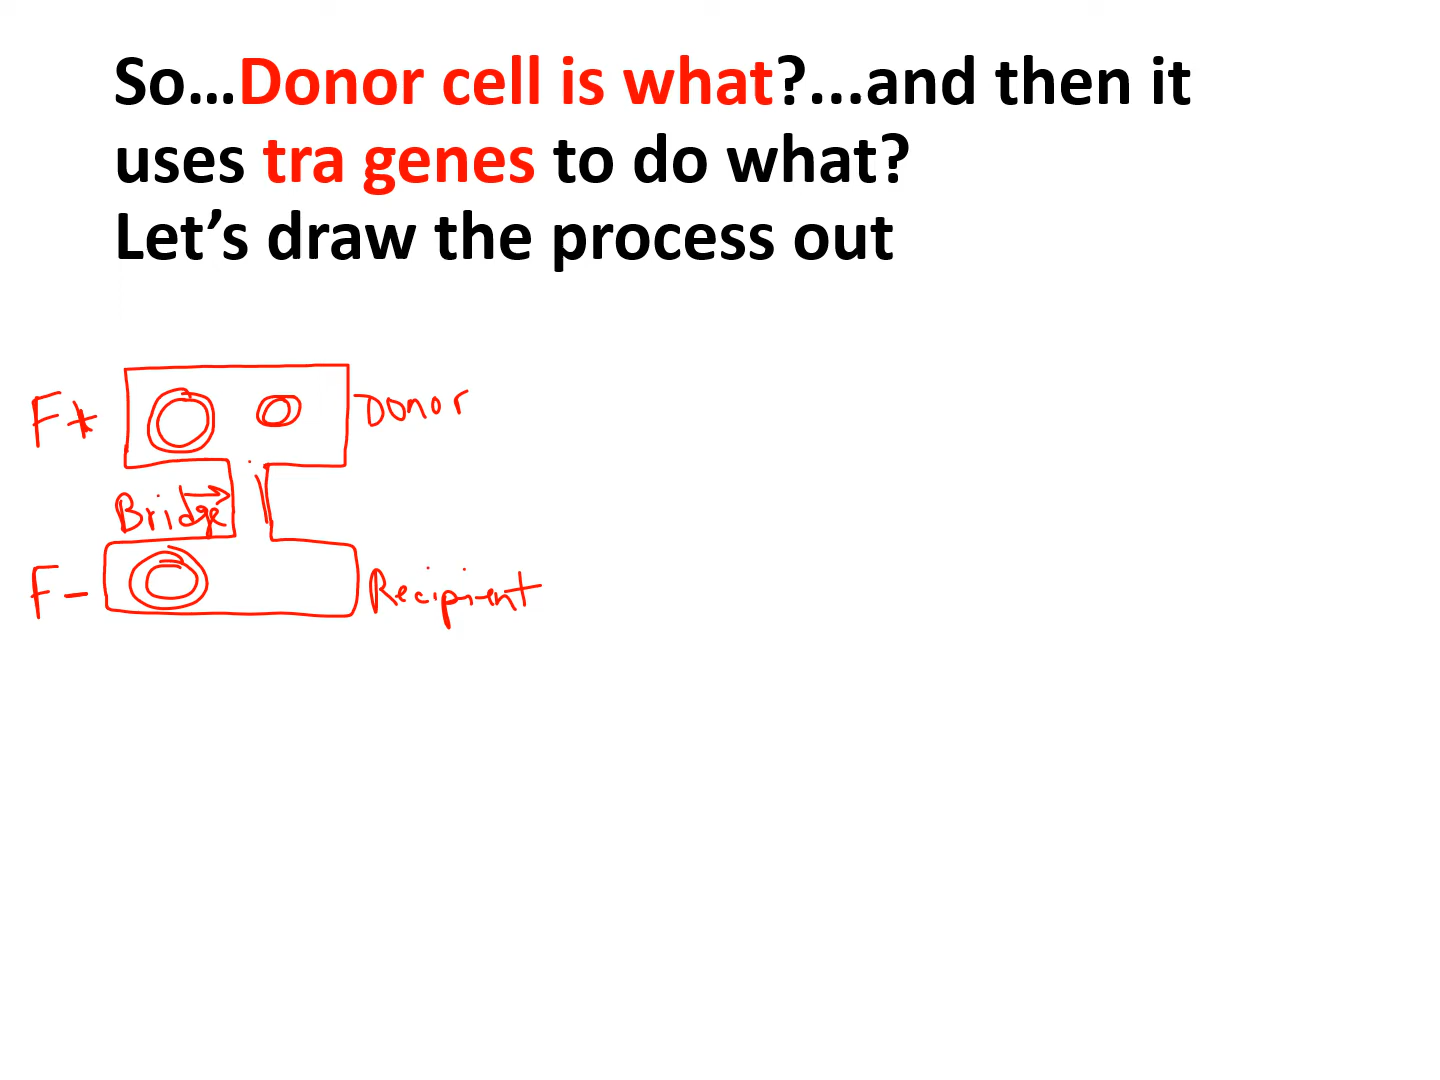 So...Donor cell is what?...and then it
uses tra genes to do what?
Let's draw the process out
F+
Donor
Bridge
F-
Recipient